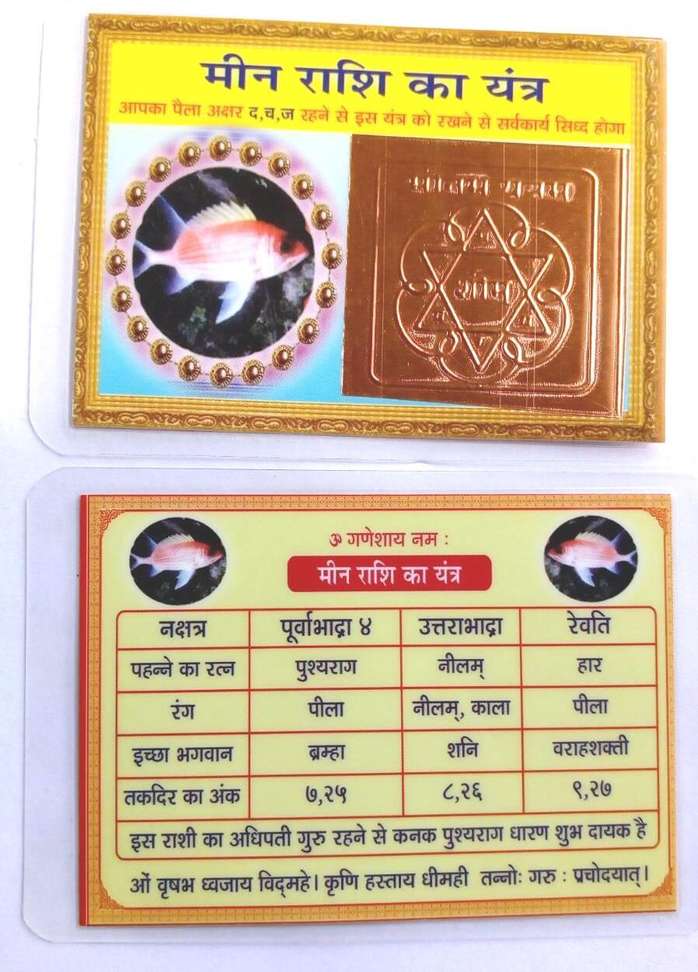 मीन राशि का यंत्र
आपका पैला अक्षर द,च,ज रहने से इस यंत्र को रखने से सर्वकार्य सिध्द होगा
ॐ गणेशाय नम :
मीन राशि का यंत्र
नक्षत्र पूर्वाभाद्रा ४ उत्तराभाद्रा रेवति
पहन्ने का रत्न पुश्यराग नीलम् हार
रंग पीला नीलम्, काला पीला
इच्छा भगवान ब्रम्हा शनि वराहशक्ती
तकदिर का अंक ७,२५ ८,२६ ९,२७
इस राशी का अधिपती गुरु रहने से कनक पुश्यराग धारण शुभ दायक है
ओं वृषभ ध्वजाय विद्महे। कृणि हस्ताय धीमही तन्नोः गरु : प्रचोदयात्।